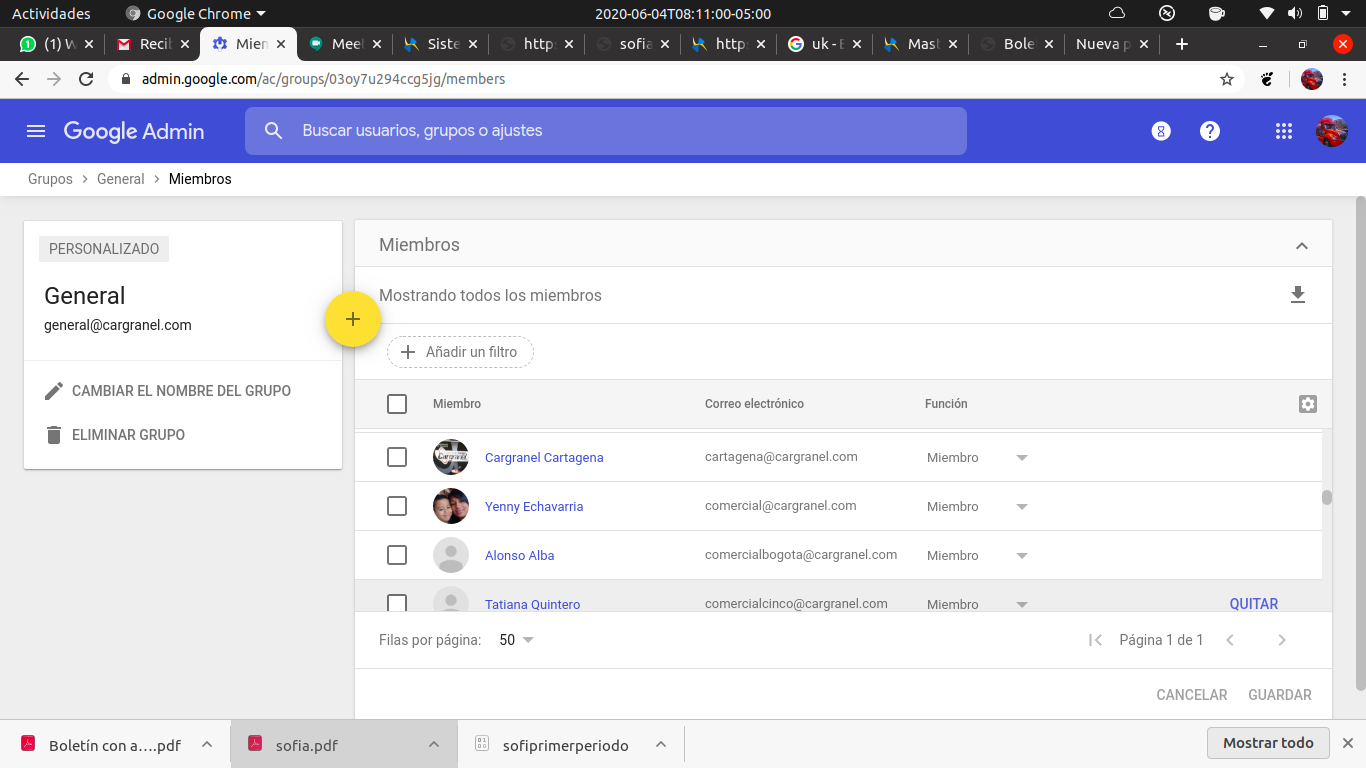 Actividades
Google Chrome
2020-06-04T08:11:00-05:00
(1) W
Recib
Mien
Meet
Siste
http:
sofia
http:
uk - B
Mast
Bole
Nueva p
admin.google.com/ac/groups/03oy7u294ccg5jg/members
Google Admin
Buscar usuarios, grupos o ajustes
Grupos > General > Miembros
PERSONALIZADO
General
general@cargranel.com
CAMBIAR EL NOMBRE DEL GRUPO
ELIMINAR GRUPO
Miembros
Mostrando todos los miembros
Añadir un filtro
Miembro Correo electrónico Función
Cargranel Cartagena cartagena@cargranel.com Miembro
Yenny Echavarria comercial@cargranel.com Miembro
Alonso Alba comercialbogota@cargranel.com Miembro
Tatiana Quintero comercialcinco@cargranel.com Miembro QUITAR
Filas por página: 50 Página 1 de 1
CANCELAR GUARDAR
Boletín con a….pdf
sofia.pdf
sofiprimerperiodo
Mostrar todo